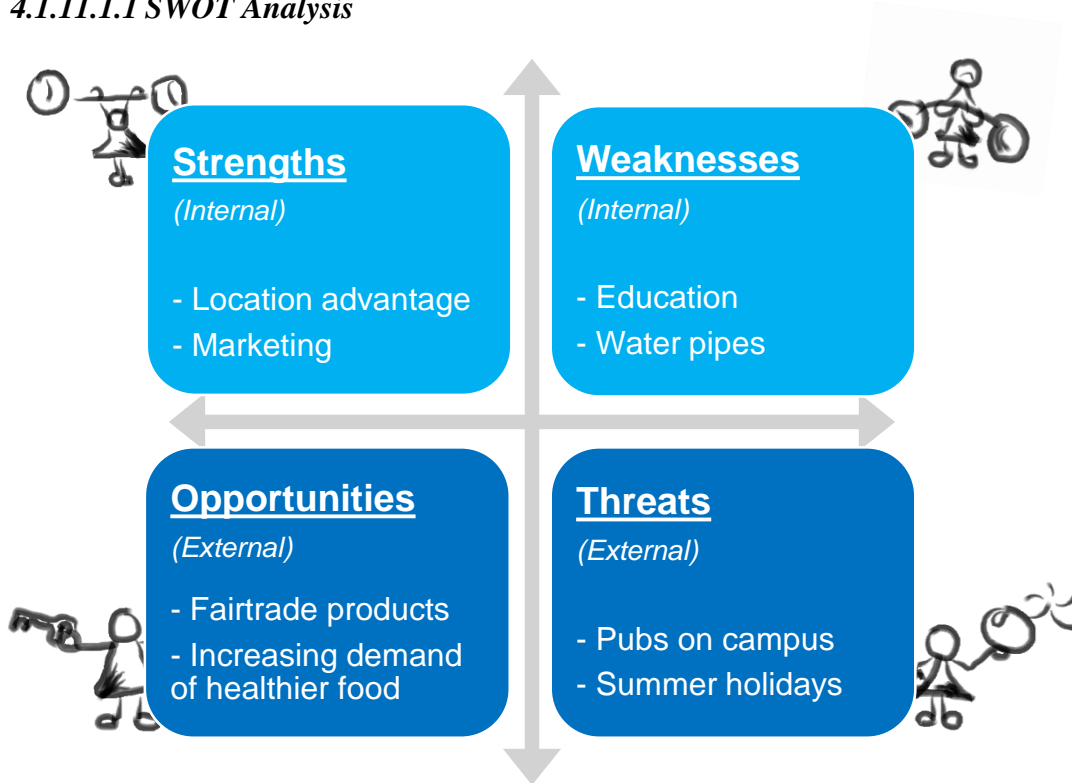 4.1.11.1.1 SWOT Analysis
Strengths
(Internal)
- Location advantage
- Marketing
Weaknesses
(Internal)
- Education
- Water pipes
Opportunities
(External)
- Fairtrade products
- Increasing demand
of healthier food
Threats
(External)
- Pubs on campus
- Summer holidays